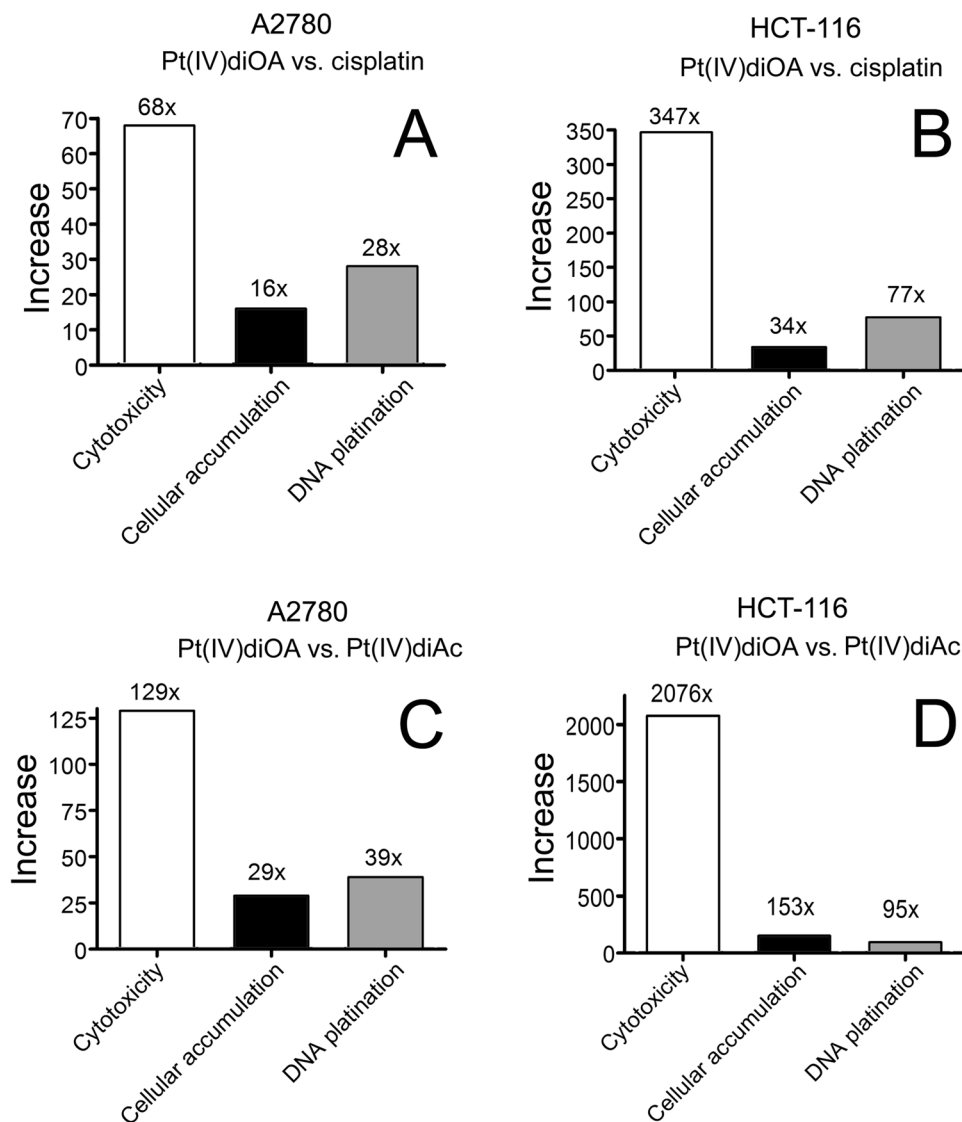 A2780
Pt(IV)diOA vs. cisplatin
A
Increase
70
60
50
40
30
20
10
0
68x
16x
28x
Cytotoxicity
Cellular accumulation
DNA platination
HCT-116
Pt(IV)diOA vs. cisplatin
B
Increase
350
300
250
200
150
100
50
0
347x
34x
77x
Cytotoxicity
Cellular accumulation
DNA platination
A2780
Pt(IV)diOA vs. Pt(IV)diAc
C
Increase
125
100
75
50
25
0
129x
29x
39x
Cytotoxicity
Cellular accumulation
DNA platination
HCT-116
Pt(IV)diOA vs. Pt(IV)diAc
D
Increase
2000
1500
1000
500
0
2076x
153x
95x
Cytotoxicity
Cellular accumulation
DNA platination